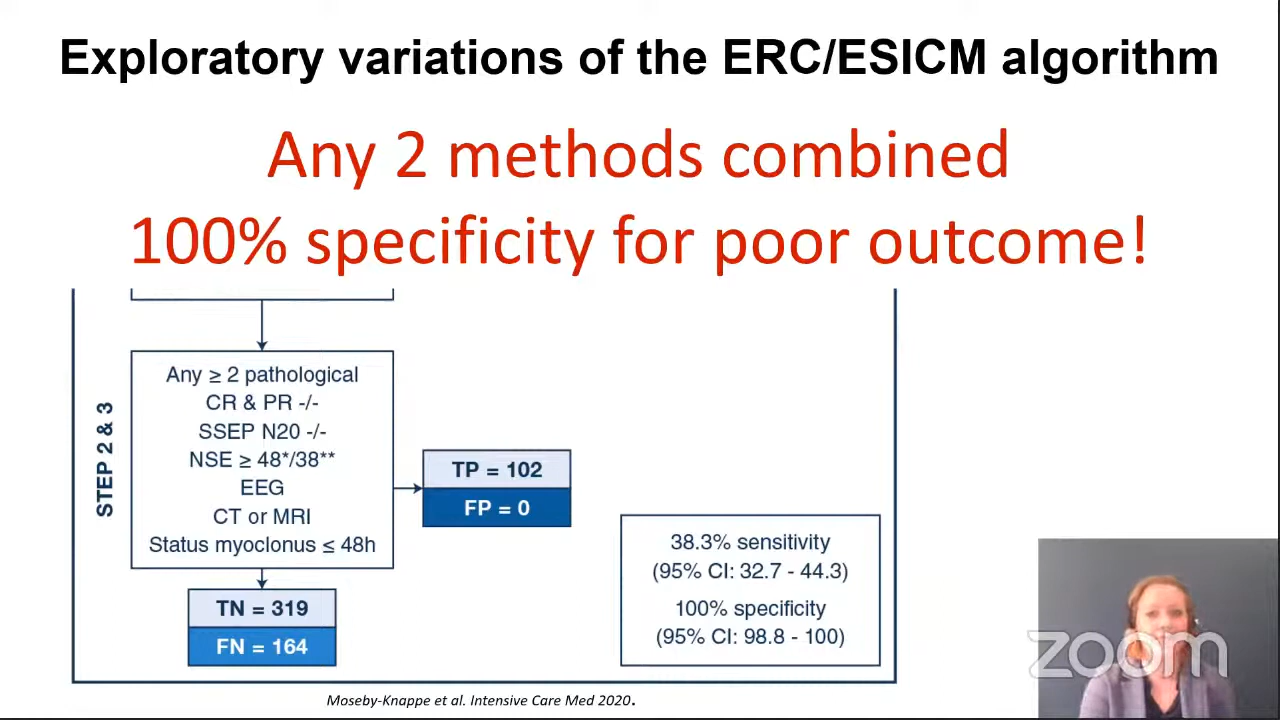 Exploratory variations of the ERC/ESICM algorithm
Any 2 methods combined
100% specificity for poor outcome!
STEP 2 & 3
Any ≥ 2 pathological
CR & PR -/-
SSEP N20 -/-
NSE ≥ 48*/38**
EEG
CT or MRI
Status myoclonus ≤ 48h
TP = 102
FP = 0
TN = 319
FN = 164
38.3% sensitivity
(95% CI: 32.7 - 44.3)
100% specificity
(95% CI: 98.8 - 100)
zoom
Moseby-Knappe et al. Intensive Care Med 2020.